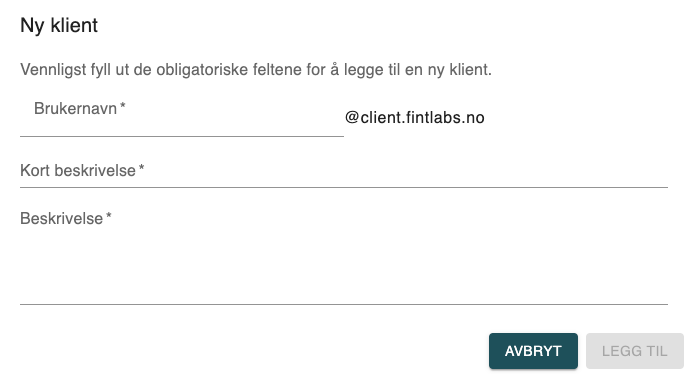 Ny klient
Vennligst fyll ut de obligatoriske feltene for å legge til en ny klient.
Brukernavn *
@client.fintlabs.no
Kort beskrivelse *
Beskrivelse *
AVBRYT
LEGG TIL